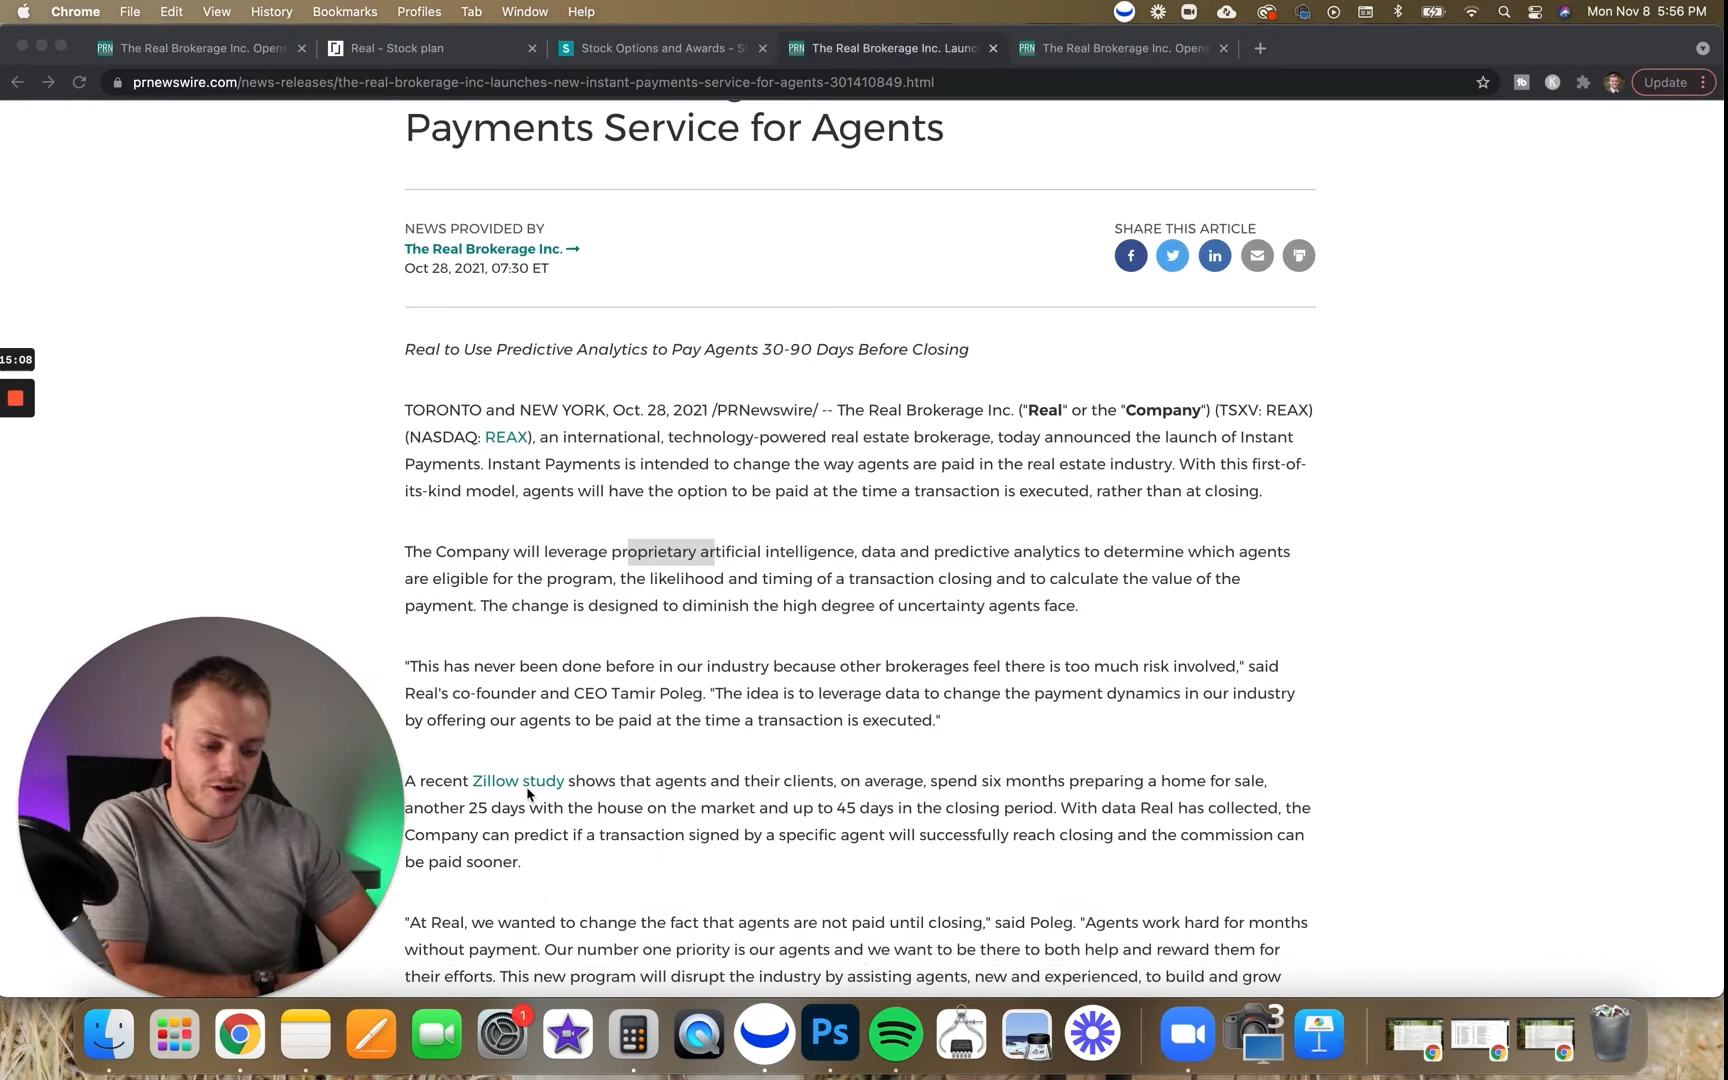 Chrome File Edit View History Bookmarks Profiles Tab Window Help Mon Nov 8 5:56 PM
PRN The Real Brokerage Inc. Opens Real - Stock plan S Stock Options and Awards - S PRN The Real Brokerage Inc. Launc PRN The Real Brokerage Inc. Opens
prnewswire.com/news-releases/the-real-brokerage-inc-launches-new-instant-payments-service-for-agents-301410849.html tb K Update
Payments Service for Agents
NEWS PROVIDED BY
The Real Brokerage Inc.
Oct 28, 2021, 07:30 ET
SHARE THIS ARTICLE
15:08
Real to Use Predictive Analytics to Pay Agents 30-90 Days Before Closing
TORONTO and NEW YORK, Oct. 28, 2021 /PRNewswire/ -- The Real Brokerage Inc. ("Real" or the "Company") (TSXV: REAX)
(NASDAQ: REAX), an international, technology-powered real estate brokerage, today announced the launch of Instant
Payments. Instant Payments is intended to change the way agents are paid in the real estate industry. With this first-of-
its-kind model, agents will have the option to be paid at the time a transaction is executed, rather than at closing.
The Company will leverage proprietary artificial intelligence, data and predictive analytics to determine which agents
are eligible for the program, the likelihood and timing of a transaction closing and to calculate the value of the
payment. The change is designed to diminish the high degree of uncertainty agents face.
"This has never been done before in our industry because other brokerages feel there is too much risk involved," said
Real's co-founder and CEO Tamir Poleg. "The idea is to leverage data to change the payment dynamics in our industry
by offering our agents to be paid at the time a transaction is executed."
A recent Zillow study shows that agents and their clients, on average, spend six months preparing a home for sale,
another 25 days with the house on the market and up to 45 days in the closing period. With data Real has collected, the
Company can predict if a transaction signed by a specific agent will successfully reach closing and the commission can
be paid sooner.
"At Real, we wanted to change the fact that agents are not paid until closing," said Poleg. "Agents work hard for months
without payment. Our number one priority is our agents and we want to be there to both help and reward them for
their efforts. This new program will disrupt the industry by assisting agents, new and experienced, to build and grow
1
Ps
3